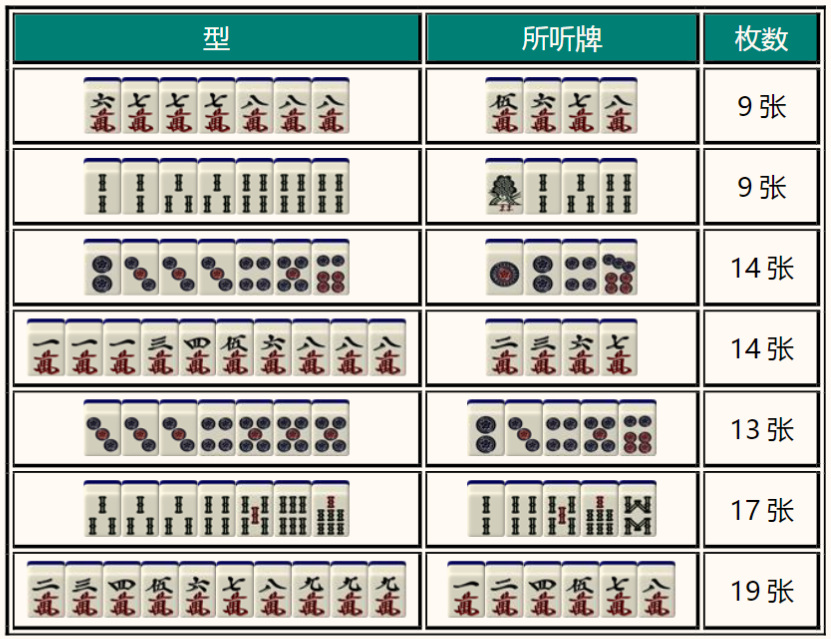 型 所听牌 枚数
六萬 七萬 七萬 七萬 八萬 八萬 八萬 伍萬 六萬 七萬 八萬 9 张
9 张
14 张
一萬 一萬 一萬 三萬 四萬 伍萬 六萬 八萬 八萬 八萬 二萬 三萬 六萬 七萬 14 张
13 张
17 张
二萬 三萬 四萬 伍萬 六萬 七萬 八萬 九萬 九萬 九萬 一萬 二萬 四萬 伍萬 七萬 八萬 19 张